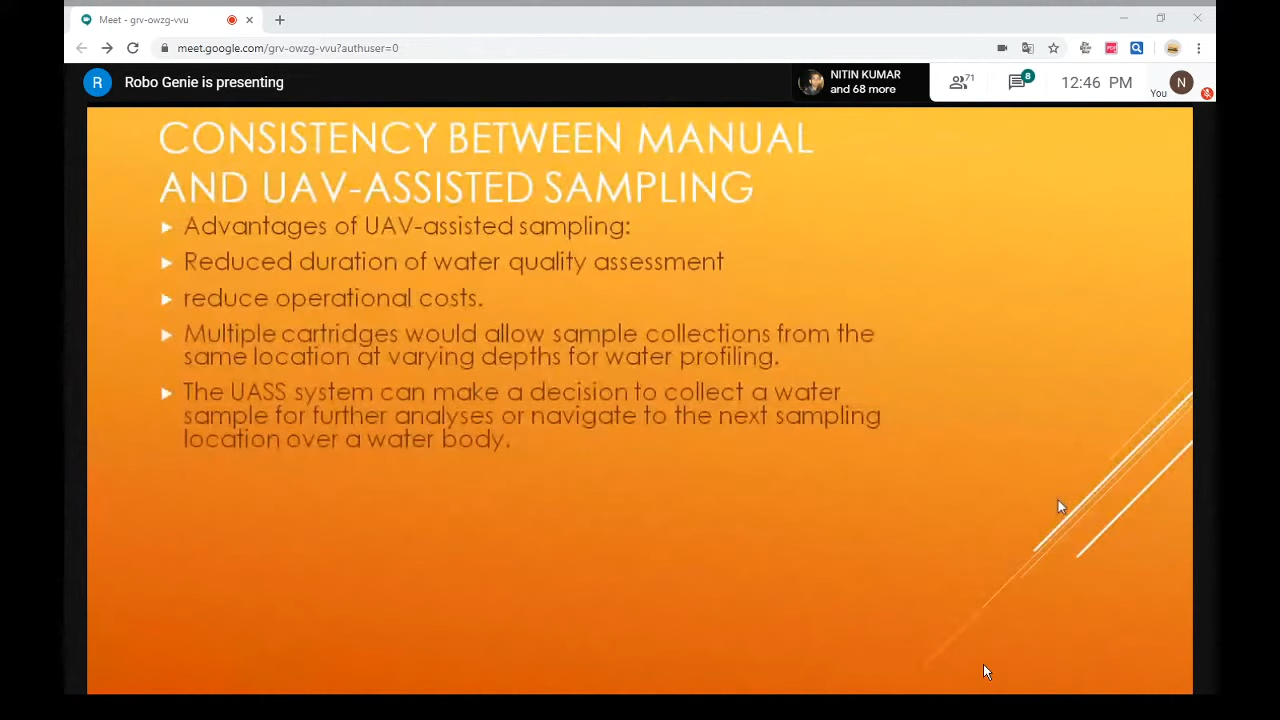 Meet - grv-owzg-vvu
meet.google.com/grv-owzg-vvu?authuser=0
R
Robo Genie is presenting
NITIN KUMAR
and 68 more
71
8
12:46 PM
You
N
CONSISTENCY BETWEEN MANUAL
AND UAV-ASSISTED SAMPLING
Advantages of UAV-assisted sampling:
Reduced duration of water quality assessment
reduce operational costs.
Multiple cartridges would allow sample collections from the
same location at varying depths for water profiling.
The UASS system can make a decision to collect a water
sample for further analyses or navigate to the next sampling
location over a water body.